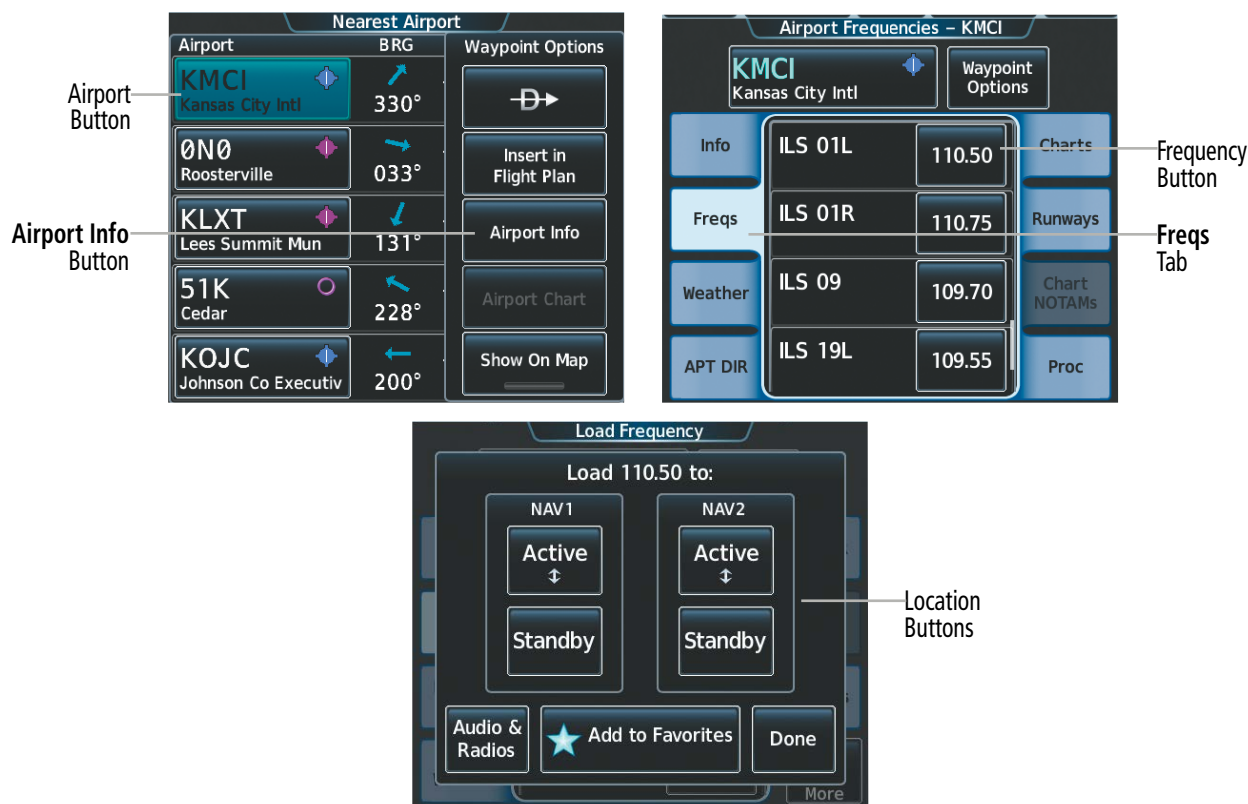 Nearest Airport
Airport BRG Waypoint Options
KMCI
Kansas City Intl
330°
0N0
Roosterville
033°
KLXT
Lees Summit Mun
131°
51K
Cedar
228°
KOJC
Johnson Co Executiv
200°
D
Insert in
Flight Plan
Airport Info
Airport Chart
Show On Map
Airport
Button
Airport Info
Button
Airport Frequencies – KMCI
KMCI
Kansas City Intl
Waypoint
Options
Info
Freqs
Weather
APT DIR
ILS 01L 110.50
ILS 01R 110.75
ILS 09 109.70
ILS 19L 109.55
Charts
Runways
Chart
NOTAMs
Proc
Frequency
Button
Freqs
Tab
Load Frequency
Load 110.50 to:
NAV1 NAV2
Active Active
Standby Standby
Audio &
Radios
Add to Favorites
Done
More
Location
Buttons